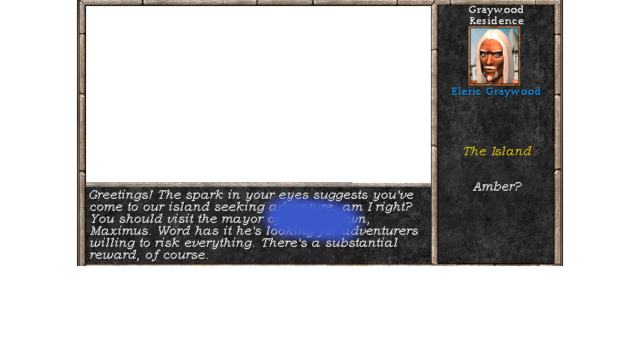 Graywood
Residence
Eleric Graywood
The Island
Amber?
Greetings! The spark in your eyes suggests you've
come to our island seeking am I right?
You should visit the mayor
Maximus. Word has it he's looking for adventurers
willing to risk everything. There's a substantial
reward, of course.